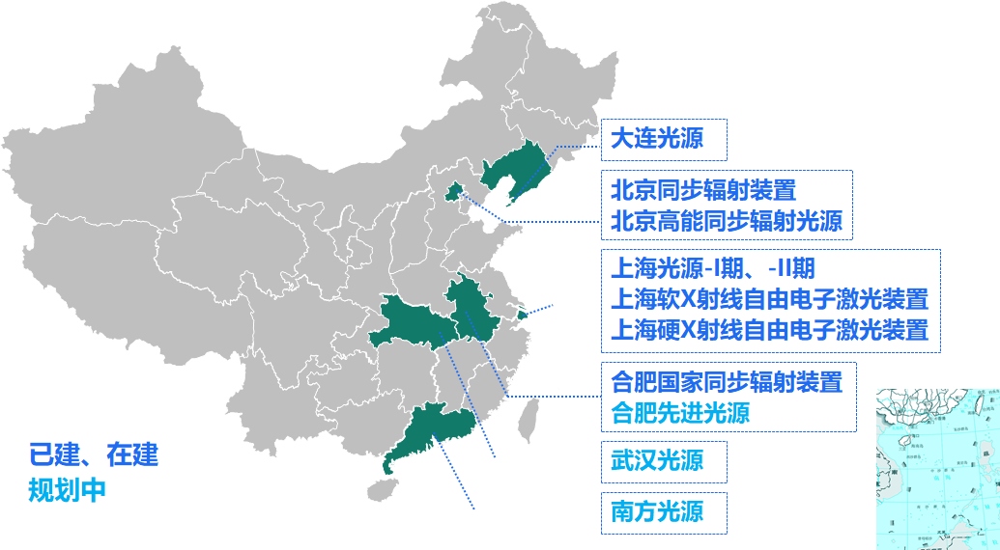 大连光源
北京同步辐射装置
北京高能同步辐射光源
上海光源-I期、-II期
上海软X射线自由电子激光装置
上海硬X射线自由电子激光装置
合肥国家同步辐射装置
合肥先进光源
武汉光源
南方光源
已建、在建
规划中